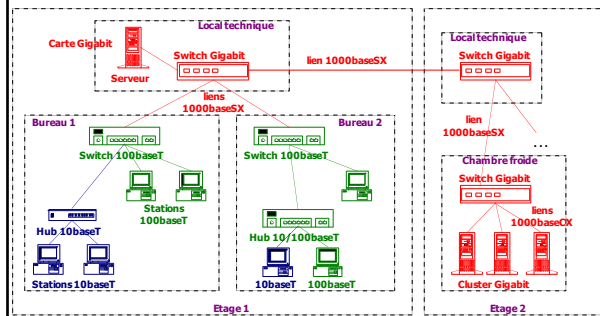 Local technique
Carte Gigabit
Switch Gigabit
Serveur
lien 1000baseSX
Local technique
Switch Gigabit
liens
1000baseSX
lien
1000baseSX
...
Bureau 1
Switch 100baseT
Stations
100baseT
Hub 10baseT
Stations 10baseT
Bureau 2
Switch 100baseT
Hub 10/100baseT
10baseT
100baseT
Chambre froide
Switch Gigabit
liens
1000baseCX
Cluster Gigabit
Etage 1
Etage 2